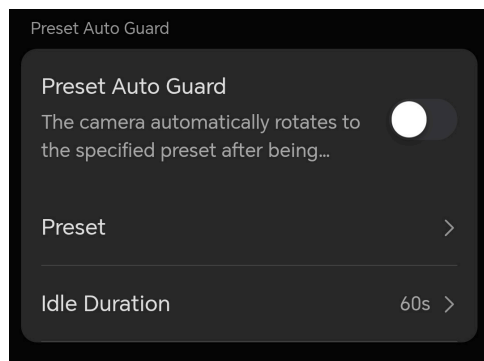 Preset Auto Guard
Preset Auto Guard
The camera automatically rotates to
the specified preset after being...
Preset
Idle Duration 60s